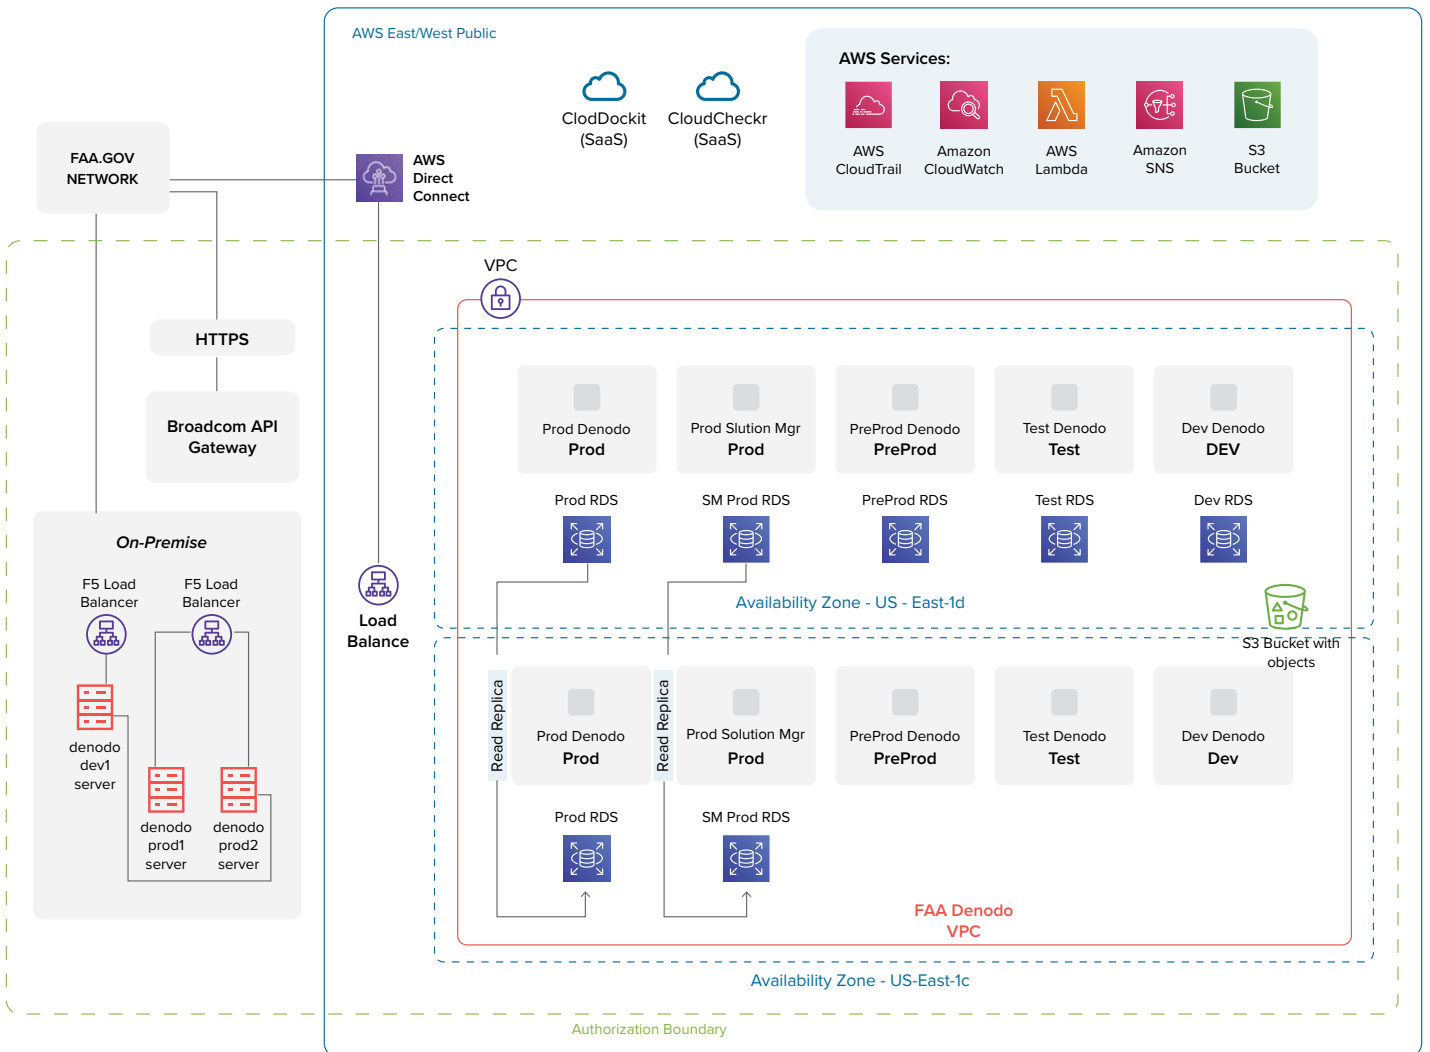 AWS East/West Public
ClodDockit
(SaaS)
CloudCheckr
(SaaS)
AWS Services:
AWS
CloudTrail
Amazon
CloudWatch
AWS
Lambda
Amazon
SNS
S3
Bucket
FAA.GOV
NETWORK
AWS
Direct
Connect
VPC
HTTPS
Broadcom API
Gateway
Prod Denodo
Prod
Prod Slution Mgr
Prod
PreProd Denodo
PreProd
Test Denodo
Test
Dev Denodo
DEV
Prod RDS
SM Prod RDS
PreProd RDS
Test RDS
Dev RDS
Availability Zone - US - East-1d
On-Premise
F5 Load
Balancer
F5 Load
Balancer
denodo
dev1
server
denodo
prod1
server
denodo
prod2
server
Load
Balance
S3 Bucket with
objects
Read Replica
Prod Denodo
Prod
Read Replica
Prod Solution Mgr
Prod
PreProd Denodo
PreProd
Test Denodo
Test
Dev Denodo
Dev
Prod RDS
SM Prod RDS
FAA Denodo
VPC
Availability Zone - US-East-1c
Authorization Boundary